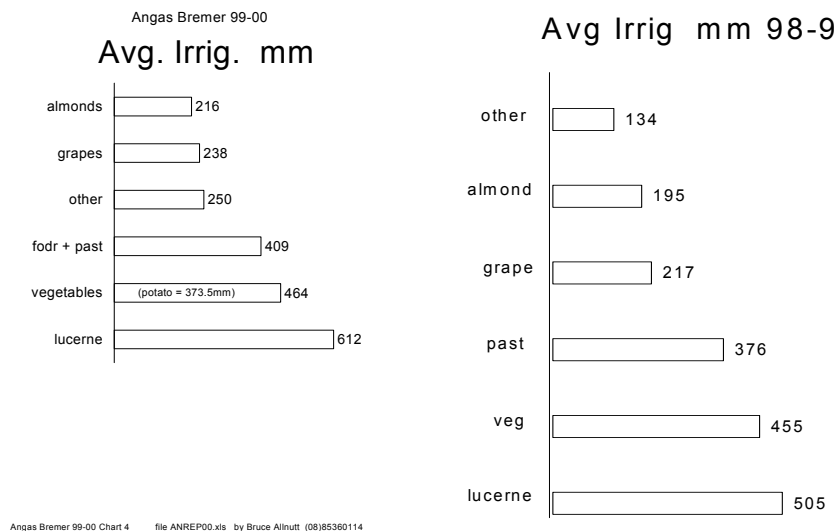 Angas Bremer 99-00
Avg. Irrig. mm
almonds 216
grapes 238
other 250
fodr + past 409
vegetables (potato = 373.5mm) 464
lucerne 612
Angas Bremer 99-00 Chart 4 file ANREP00.xls by Bruce Allnutt (08)85360114
Avg Irrig mm 98-9
other 134
almond 195
grape 217
past 376
veg 455
lucerne 505